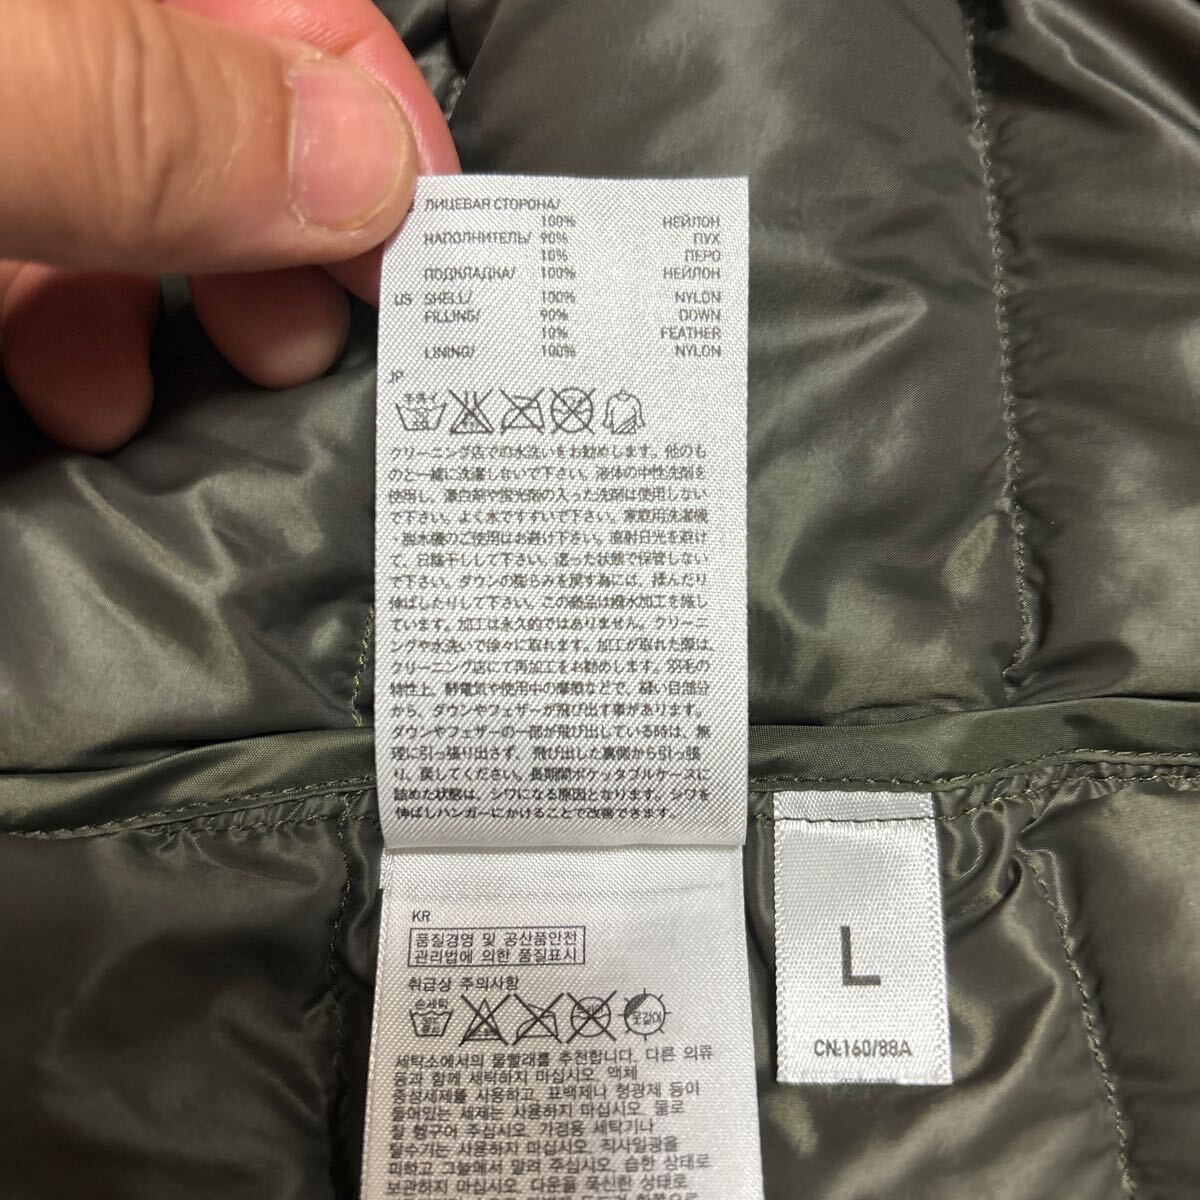 ЛИЦЕВАЯ СТОРОНА/
100% НЕЙЛОН
НАПОЛНИТЕЛЬ/ 90% ПУХ
10% ПЕРО
ПОДКЛАДКА/ 100% НЕЙЛОН
US SHELL/ 100% NYLON
FILLING/ 90% DOWN
10% FEATHER
LINING/ 100% NYLON
JP
手洗イ
クリーニング店での水洗いをお勧めします。他のも
のと一緒に洗濯しないで下さい。液体の中性洗剤を
使用し、漂白剤や蛍光剤の入った洗剤は使用しない
で下さい。よく水ですすいで下さい。家庭用洗濯機
・脱水機のご使用はお避け下さい。直射日光を避け
て、日陰干しして下さい。湿った状態で保管しない
で下さい。ダウンの膨らみを戻す為には、揉んだり
伸ばしたりして下さい。この商品は撥水加工を施し
ています。加工は永久的ではありません。クリーニ
ングや水洗いで徐々に取れます。加工が取れた際は、
クリーニング店にて再加工をお勧めします。羽毛の
特性上、静電気や使用中の摩擦などで、縫い目部分
から、ダウンやフェザーが飛び出す事があります。
ダウンやフェザーの一部が飛び出している時は、無
理に引っ張り出さず、飛び出した裏側から引っ張
り、戻してください。長期間ポケッタブルケースに
詰めた状態は、シワになる原因となります。シワを
伸ばしハンガーにかけることで改善できます。
KR
품질경영 및 공산품안전
관리법에 의한 품질표시
취급상 주의사항
손세탁
옷걸이
세탁소에서의 물빨래를 추천합니다. 다른 의류
등과 함께 세탁하지 마십시오. 액체
중성세제를 사용하고, 표백제나 형광제 등이
들어있는 세제는 사용하지 마십시오. 물로
잘 헹구어 주십시오. 가정용 세탁기나
탈수기는 사용하지 마십시오. 직사일광을
피하고 그늘에서 말려 주십시오. 습한 상태로
보관하지 마십시오. 다운을 푹신한 상태로
L
CN:160/88A